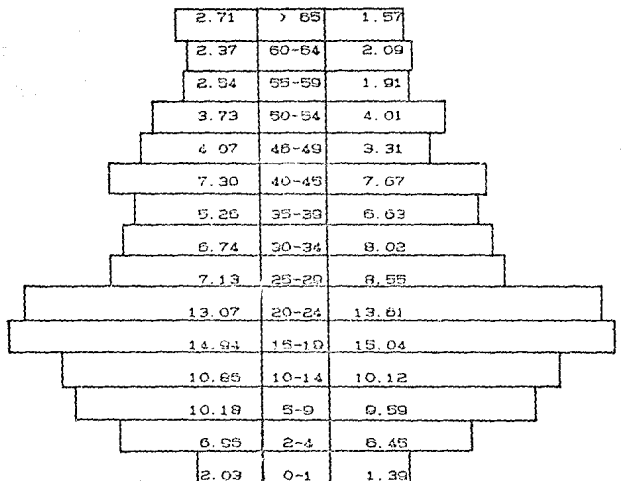 2.71 > 65 1.57
2.37 60-64 2.09
2.54 55-59 1.91
3.73 50-54 4.01
4.07 46-49 3.31
7.30 40-45 7.67
5.26 35-39 6.63
6.74 30-34 8.02
7.13 25-29 8.55
13.07 20-24 13.61
14.94 15-19 15.04
10.85 10-14 10.12
10.18 5-9 9.59
6.95 2-4 6.45
2.03 0-1 1.39